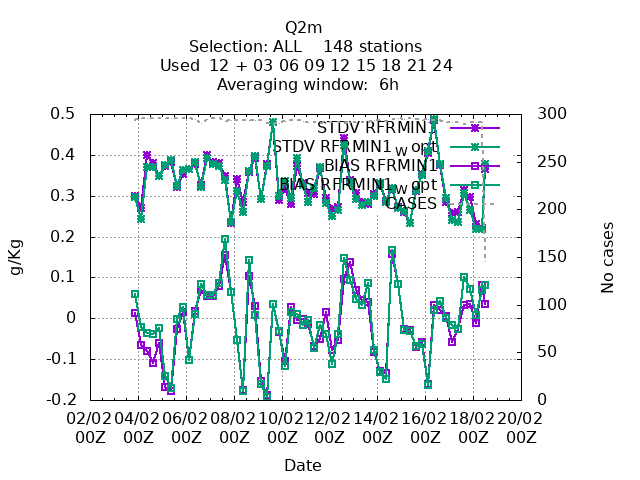 Q2m
Selection: ALL 148 stations
Used 12 + 03 06 09 12 15 18 21 24
Averaging window: 6h
STDV RFRMIN1
STDV RFRMIN1_W opt
BIAS RFRMIN1
BIAS RFRMIN1_W opt
CASES
0.5
0.4
0.3
0.2
0.1
0
-0.1
-0.2
300
250
200
150
100
50
0
g/Kg
No cases
02/02 04/02 06/02 08/02 10/02 12/02 14/02 16/02 18/02 20/02
00Z 00Z 00Z 00Z 00Z 00Z 00Z 00Z 00Z 00Z
Date